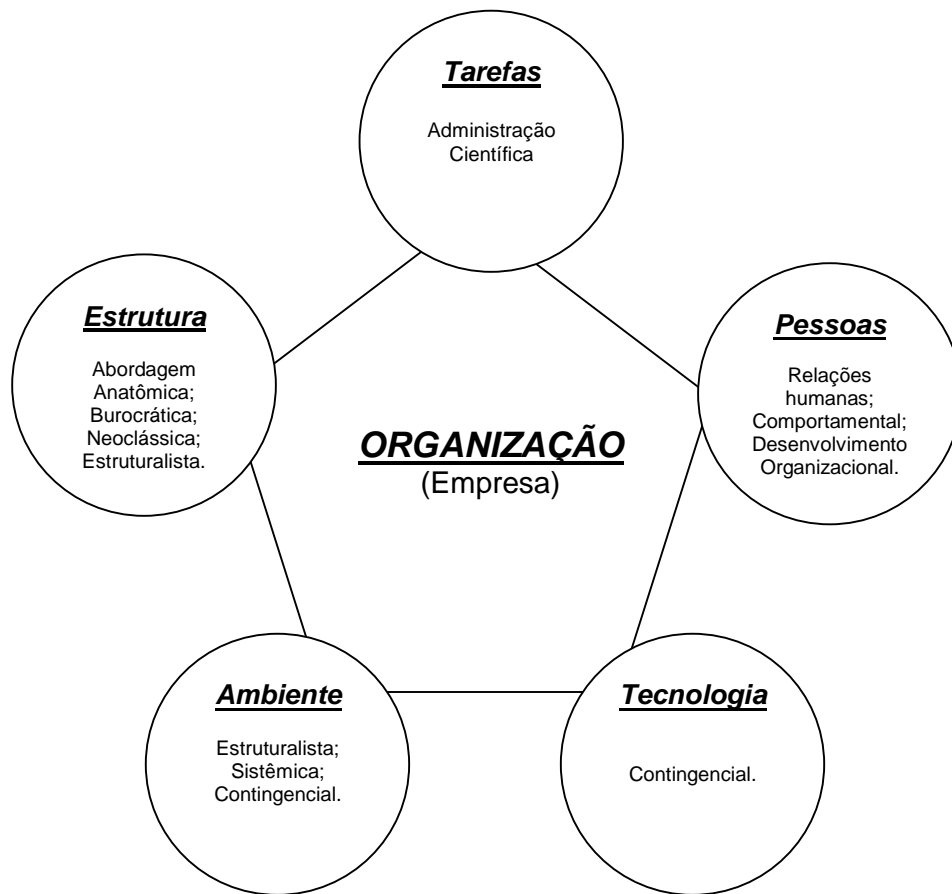 Tarefas
Administração
Científica
Estrutura
Abordagem
Anatômica;
Burocrática;
Neoclássica;
Estruturalista.
Pessoas
Relações
humanas;
Comportamental;
Desenvolvimento
Organizacional.
ORGANIZAÇÃO
(Empresa)
Ambiente
Estruturalista;
Sistêmica;
Contingencial.
Tecnologia
Contingencial.